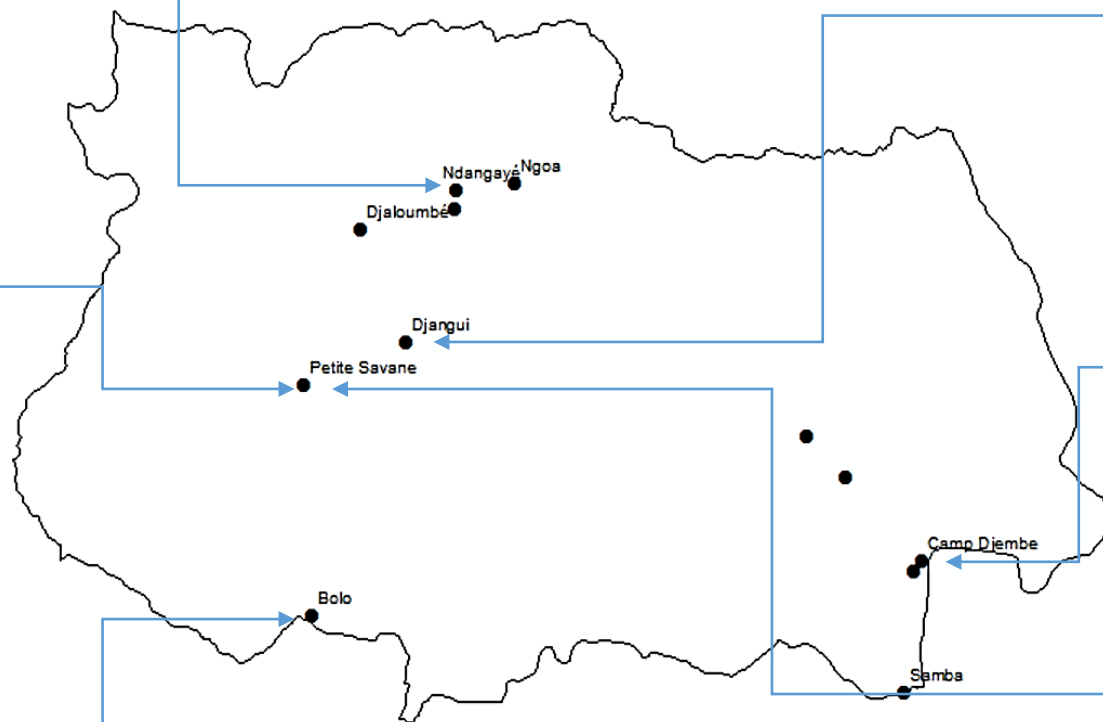 Ngoa
Ndangayé
Djaloumbé
Djangui
Petite Savane
Camp Djembe
Bolo
Samba